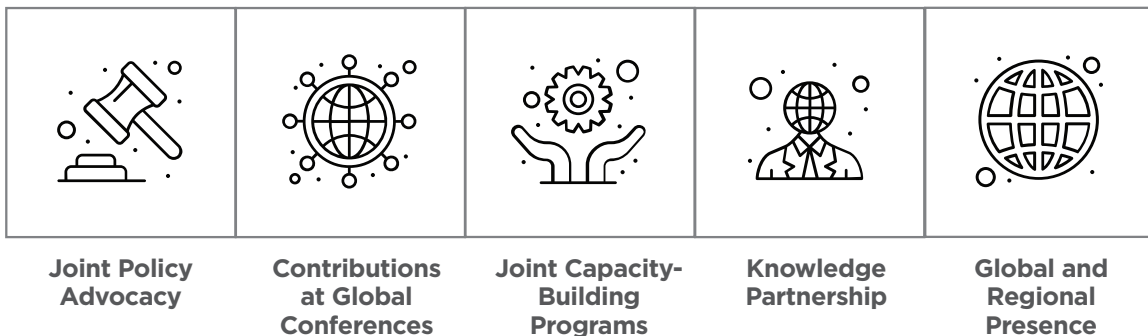 Joint Policy
Advocacy
Contributions
at Global
Conferences
Joint Capacity-
Building
Programs
Knowledge
Partnership
Global and
Regional
Presence